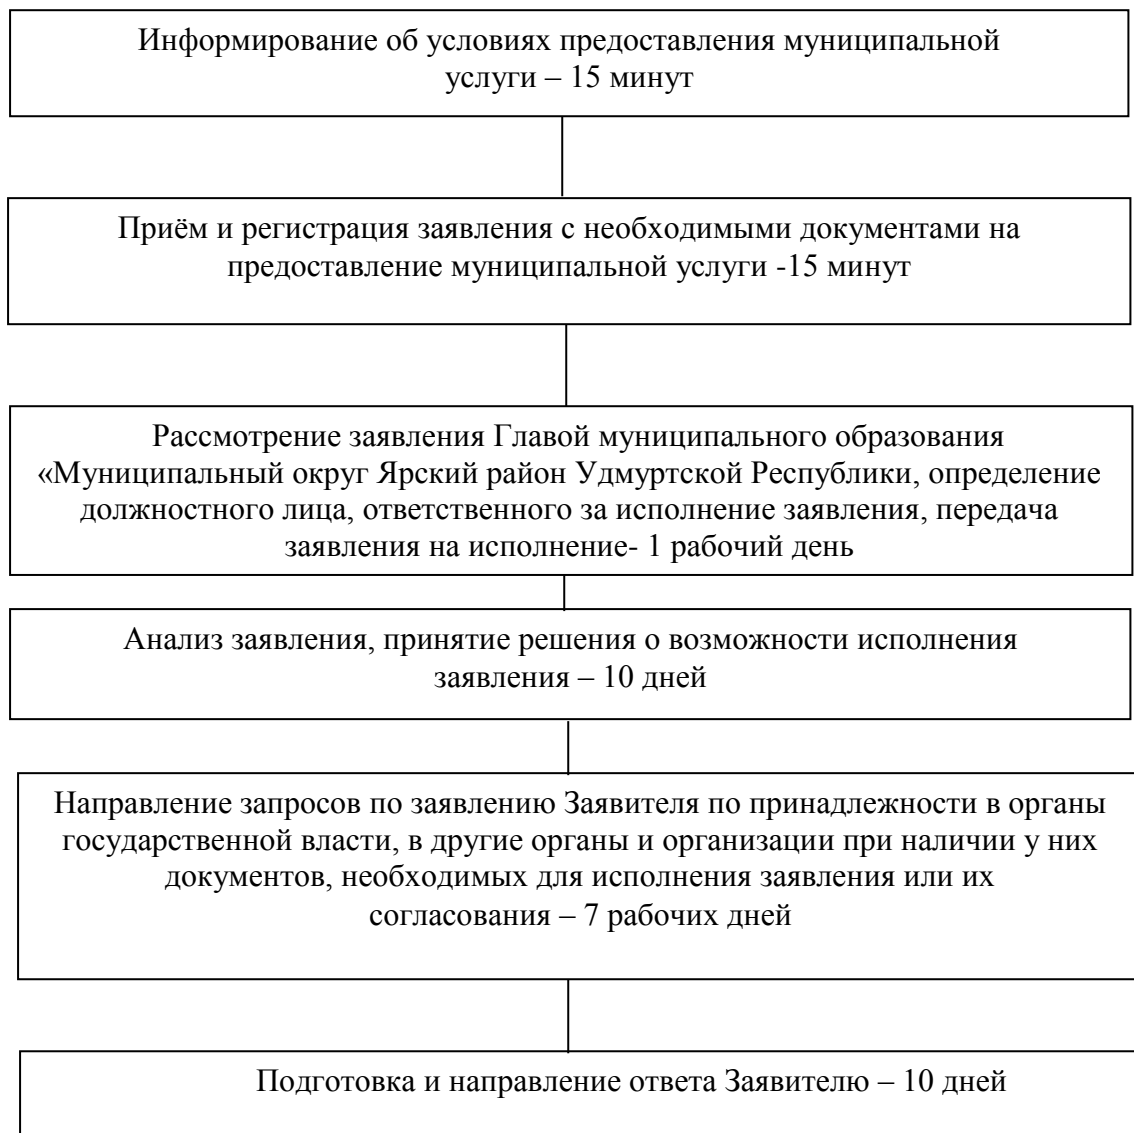 Информирование об условиях предоставления муниципальной
услуги – 15 минут
Приём и регистрация заявления с необходимыми документами на
предоставление муниципальной услуги -15 минут
Рассмотрение заявления Главой муниципального образования
«Муниципальный округ Ярский район Удмуртской Республики, определение
должностного лица, ответственного за исполнение заявления, передача
заявления на исполнение- 1 рабочий день
Анализ заявления, принятие решения о возможности исполнения
заявления – 10 дней
Направление запросов по заявлению Заявителя по принадлежности в органы
государственной власти, в другие органы и организации при наличии у них
документов, необходимых для исполнения заявления или их
согласования – 7 рабочих дней
Подготовка и направление ответа Заявителю – 10 дней